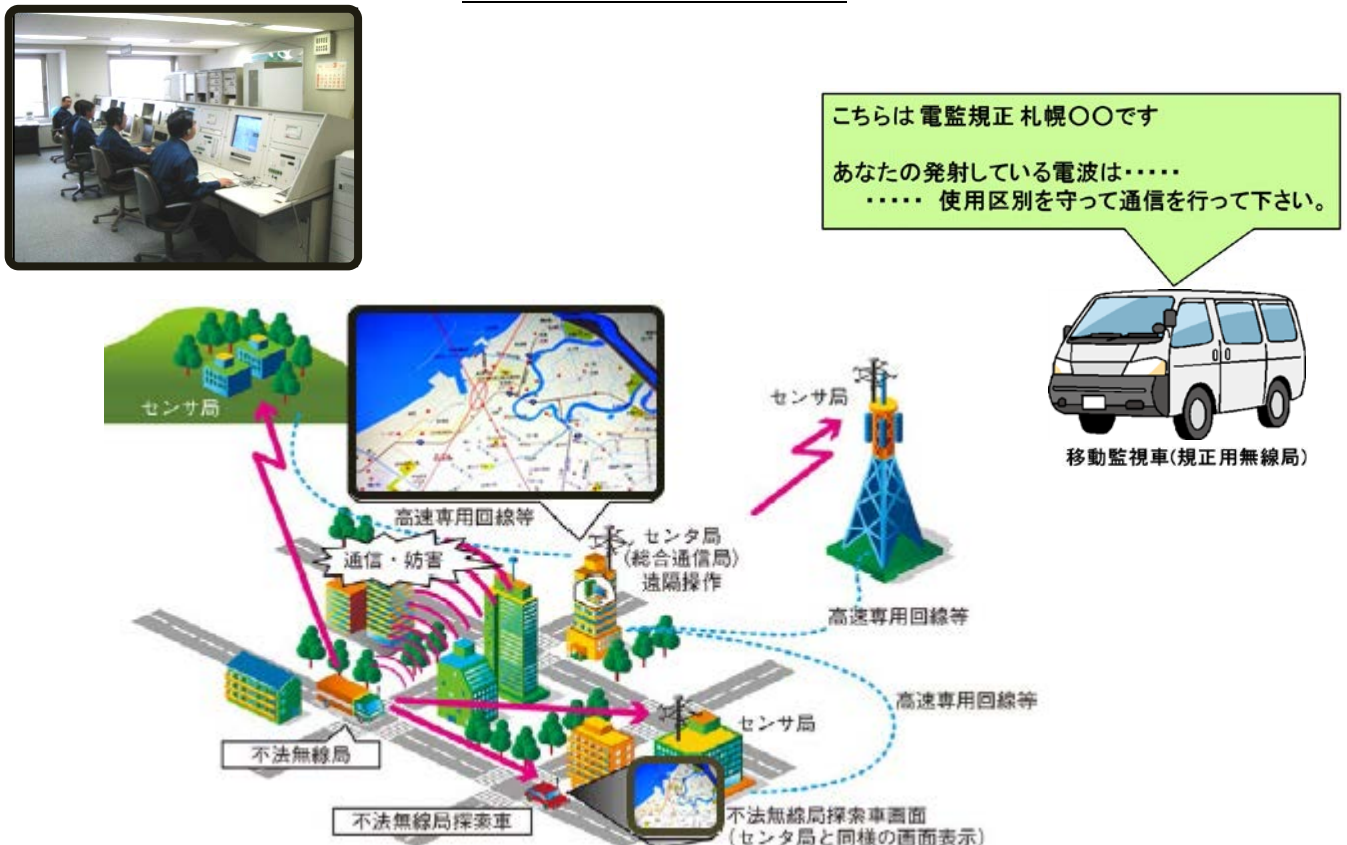 こちらは 電監規正 札幌〇〇です
あなたの発射している電波は・・・・・
・・・・・ 使用区別を守って通信を行って下さい。
移動監視車(規正用無線局)
センサ局
センサ局
高速専用回線等
通信・妨害
センタ局
(総合通信局)
遠隔操作
高速専用回線等
高速専用回線等
センサ局
不法無線局
不法無線局探索車
不法無線局探索車画面
(センタ局と同様の画面表示)